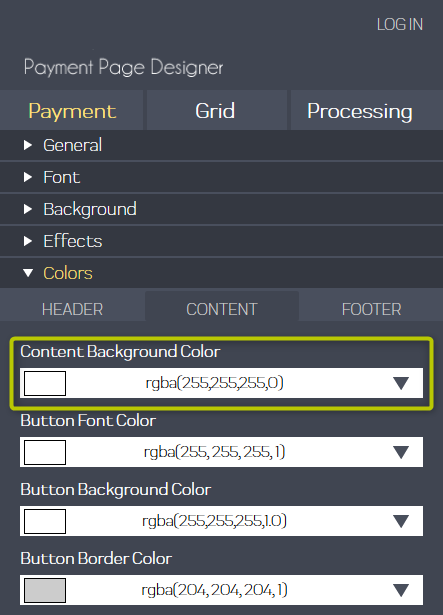 LOG IN
Payment Page Designer
Payment Grid Processing
General
Font
Background
Effects
Colors
HEADER CONTENT FOOTER
Content Background Color
rgba(255,255,255,0)
Button Font Color
rgba(255, 255, 255, 1)
Button Background Color
rgba(255,255,255,1.0)
Button Border Color
rgba(204, 204, 204, 1)